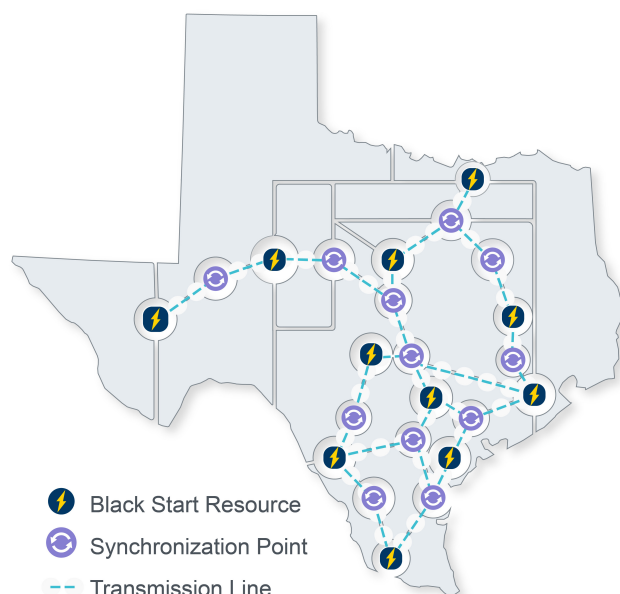 Black Start Resource
Synchronization Point
Transmission Line